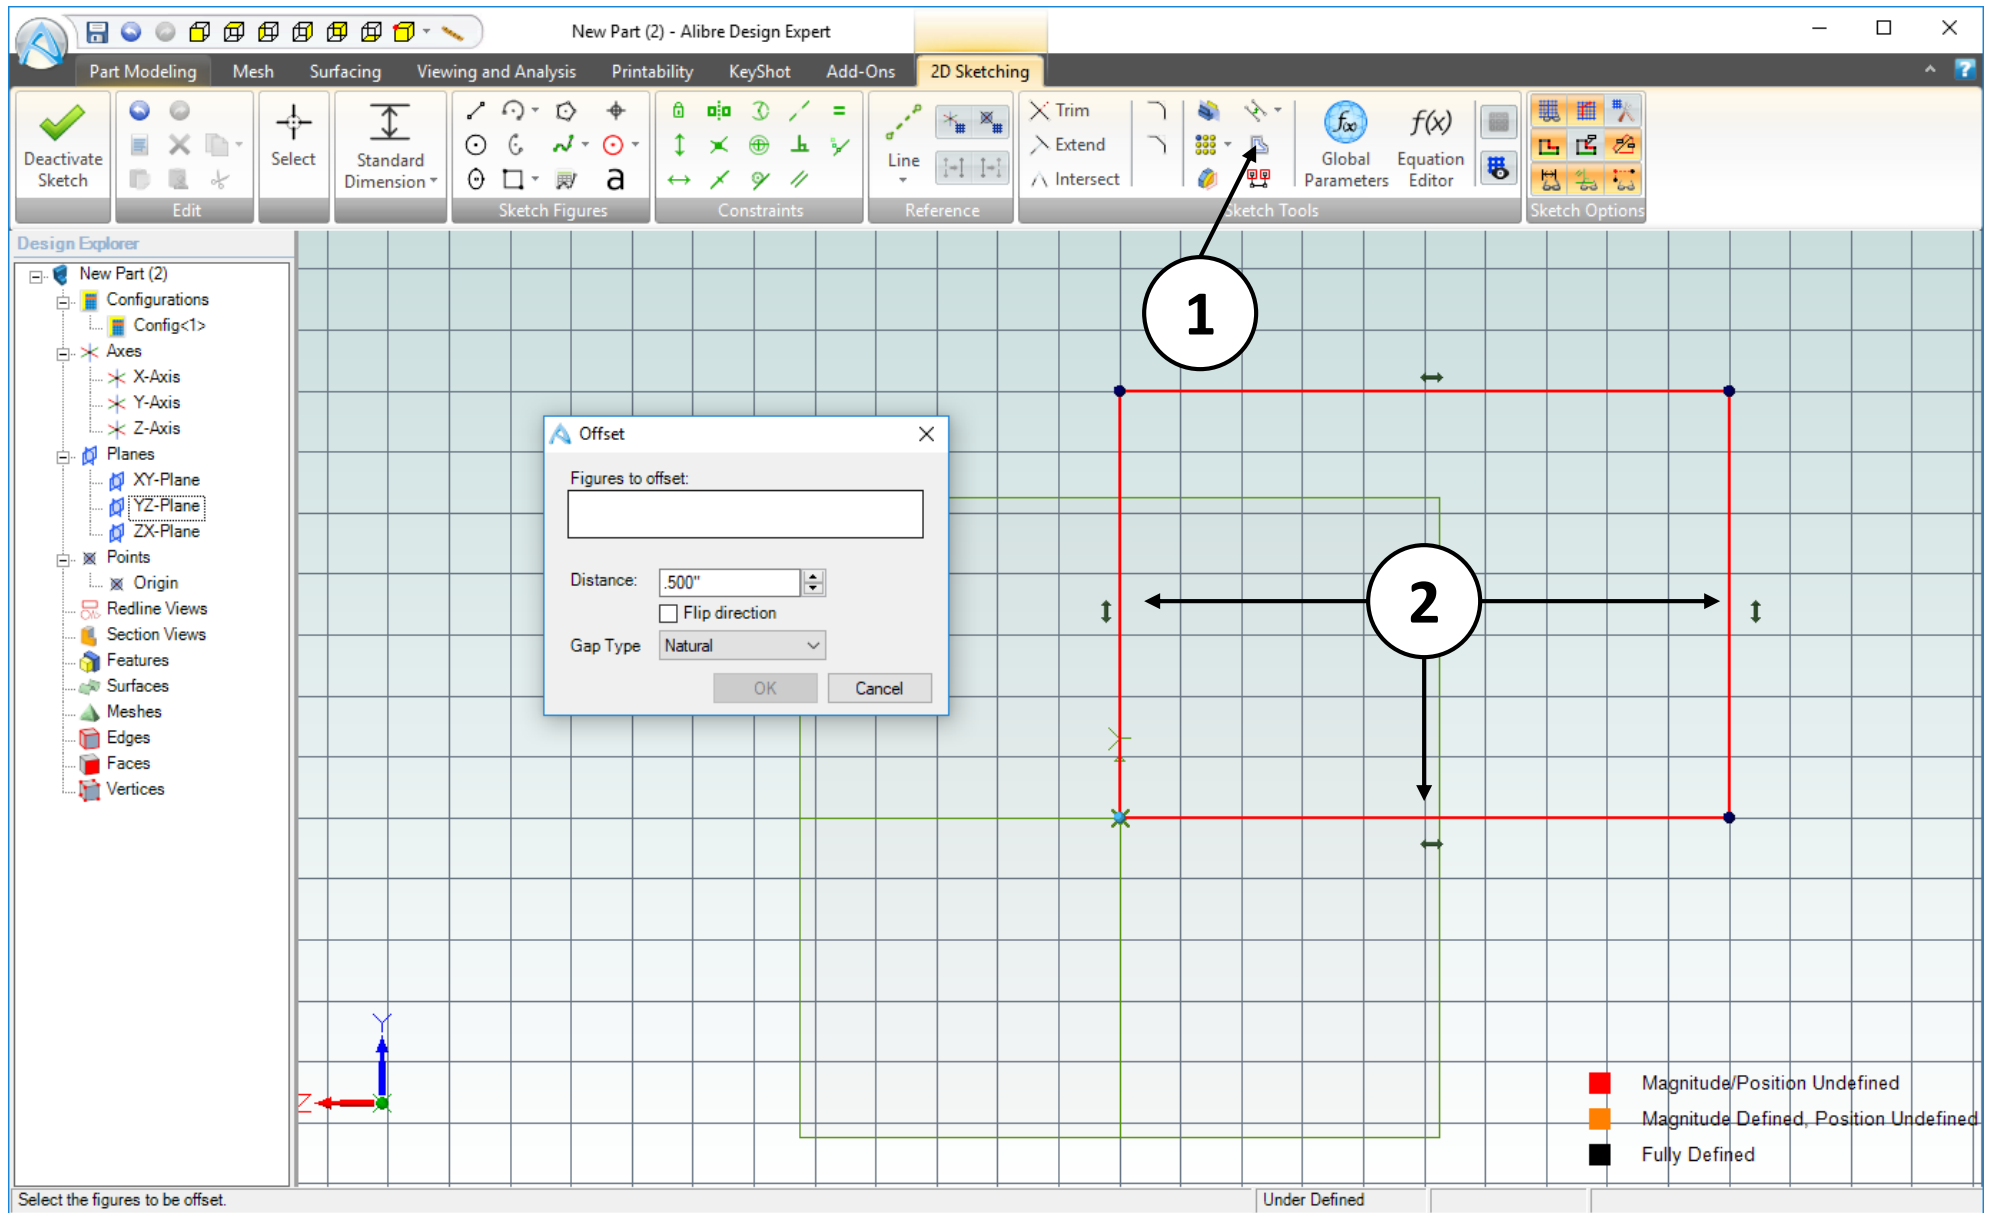 New Part (2) - Alibre Design Expert
Part Modeling Mesh Surfacing Viewing and Analysis Printability KeyShot Add-Ons 2D Sketching
Deactivate Sketch
Edit
Select
Standard Dimension
a
Sketch Figures
Constraints
Line
Reference
Trim
Extend
Intersect
Sketch Tools
Global Parameters
f(x)
Equation Editor
Sketch Options
Design Explorer
New Part (2)
Configurations
Config<1>
Axes
X-Axis
Y-Axis
Z-Axis
Planes
XY-Plane
YZ-Plane
ZX-Plane
Points
Origin
Redline Views
Section Views
Features
Surfaces
Meshes
Edges
Faces
Vertices
1
Offset
Figures to offset:
Distance: .500"
Flip direction
Gap Type Natural
OK Cancel
2
Y
Z
Magnitude/Position Undefined
Magnitude Defined, Position Undefined
Fully Defined
Select the figures to be offset.
Under Defined